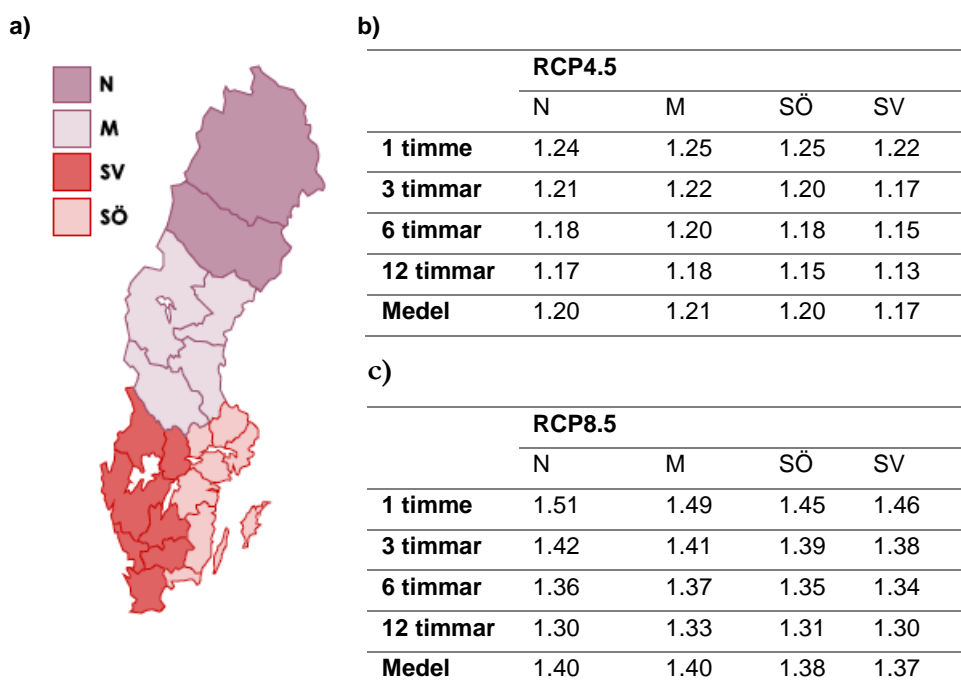 a)
N
M
SV
SÖ
b)
RCP4.5
N M SÖ SV
1 timme 1.24 1.25 1.25 1.22
3 timmar 1.21 1.22 1.20 1.17
6 timmar 1.18 1.20 1.18 1.15
12 timmar 1.17 1.18 1.15 1.13
Medel 1.20 1.21 1.20 1.17
c)
RCP8.5
N M SÖ SV
1 timme 1.51 1.49 1.45 1.46
3 timmar 1.42 1.41 1.39 1.38
6 timmar 1.36 1.37 1.35 1.34
12 timmar 1.30 1.33 1.31 1.30
Medel 1.40 1.40 1.38 1.37